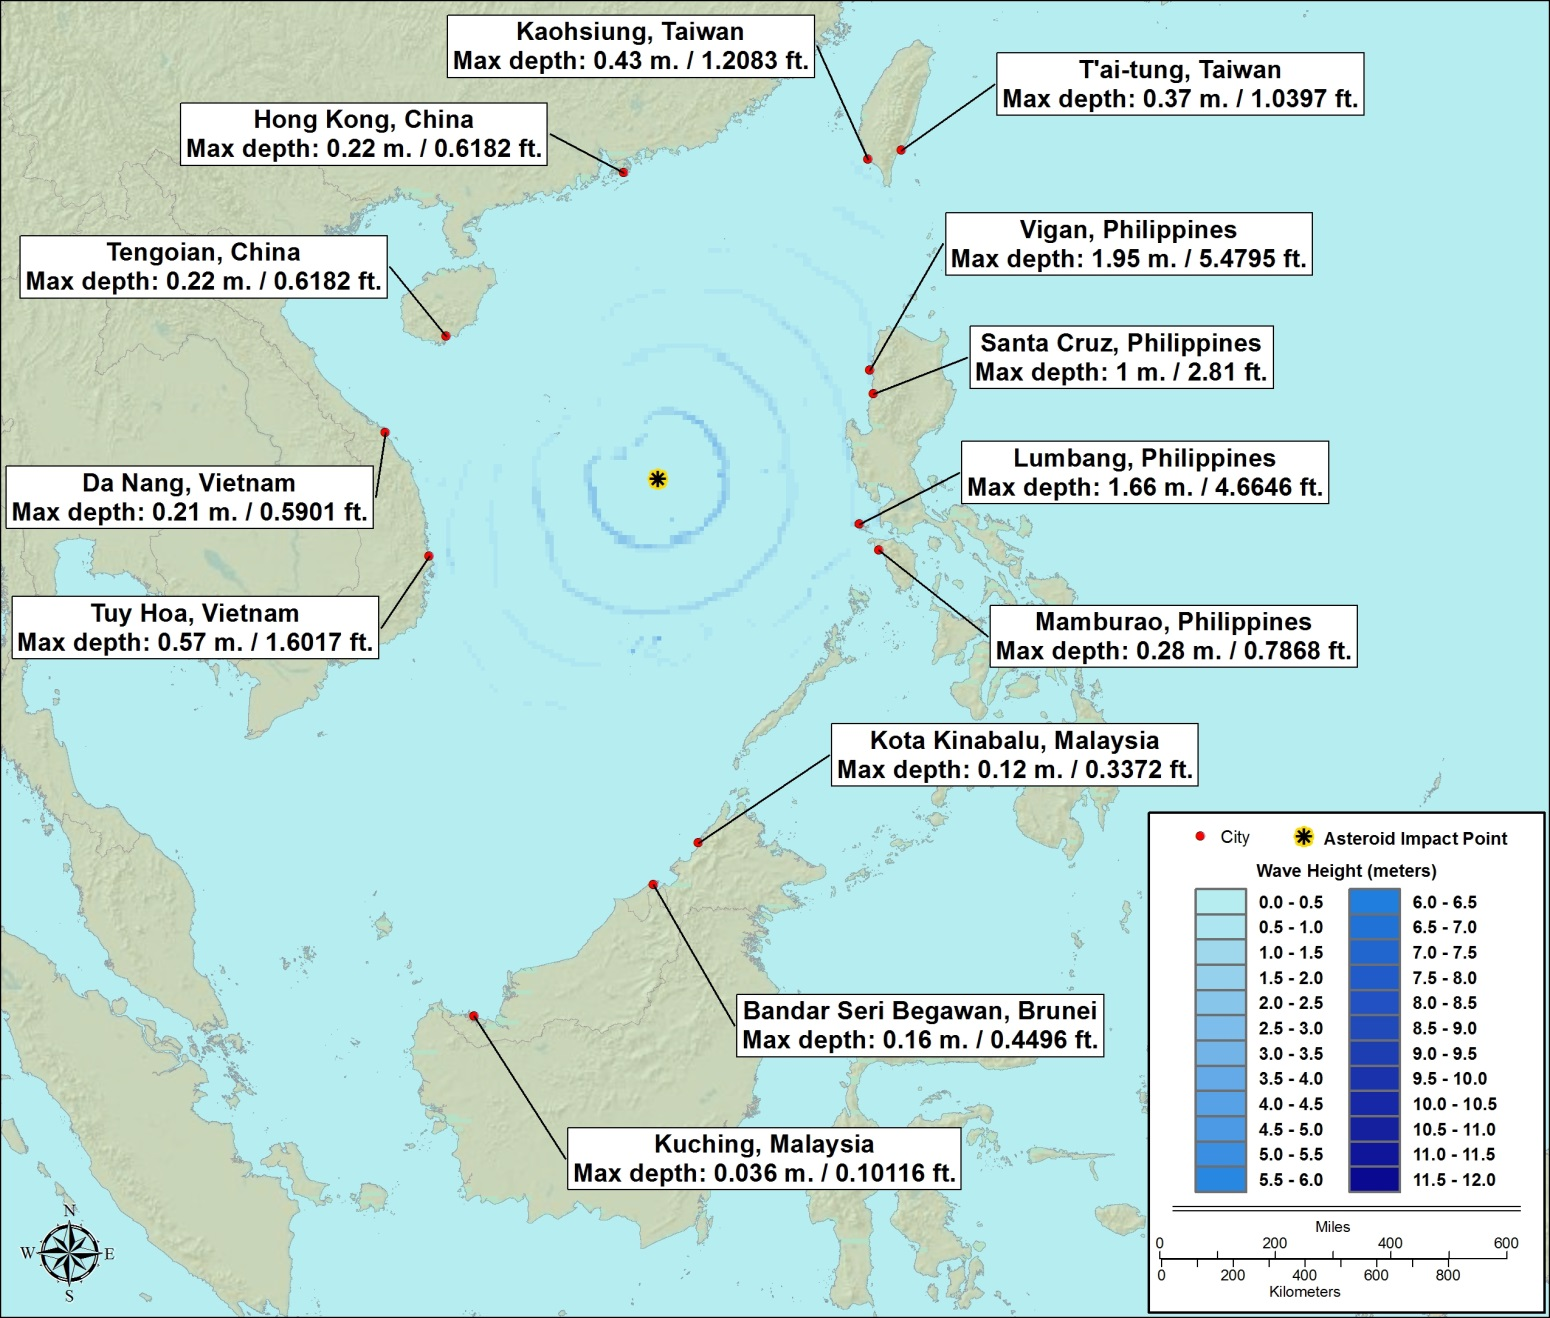 Kaohsiung, Taiwan
Max depth: 0.43 m. / 1.2083 ft.
T'ai-tung, Taiwan
Max depth: 0.37 m. / 1.0397 ft.
Hong Kong, China
Max depth: 0.22 m. / 0.6182 ft.
Vigan, Philippines
Max depth: 1.95 m. / 5.4795 ft.
Tengoian, China
Max depth: 0.22 m. / 0.6182 ft.
Santa Cruz, Philippines
Max depth: 1 m. / 2.81 ft.
Lumbang, Philippines
Max depth: 1.66 m. / 4.6646 ft.
Da Nang, Vietnam
Max depth: 0.21 m. / 0.5901 ft.
Tuy Hoa, Vietnam
Max depth: 0.57 m. / 1.6017 ft.
Mamburao, Philippines
Max depth: 0.28 m. / 0.7868 ft.
Kota Kinabalu, Malaysia
Max depth: 0.12 m. / 0.3372 ft.
Bandar Seri Begawan, Brunei
Max depth: 0.16 m. / 0.4496 ft.
Kuching, Malaysia
Max depth: 0.036 m. / 0.10116 ft.
City Asteroid Impact Point
Wave Height (meters)
0.0 - 0.5 6.0 - 6.5
0.5 - 1.0 6.5 - 7.0
1.0 - 1.5 7.0 - 7.5
1.5 - 2.0 7.5 - 8.0
2.0 - 2.5 8.0 - 8.5
2.5 - 3.0 8.5 - 9.0
3.0 - 3.5 9.0 - 9.5
3.5 - 4.0 9.5 - 10.0
4.0 - 4.5 10.0 - 10.5
4.5 - 5.0 10.5 - 11.0
5.0 - 5.5 11.0 - 11.5
5.5 - 6.0 11.5 - 12.0
Miles
0 200 400 600
0 200 400 600 800
Kilometers
N
W E
S